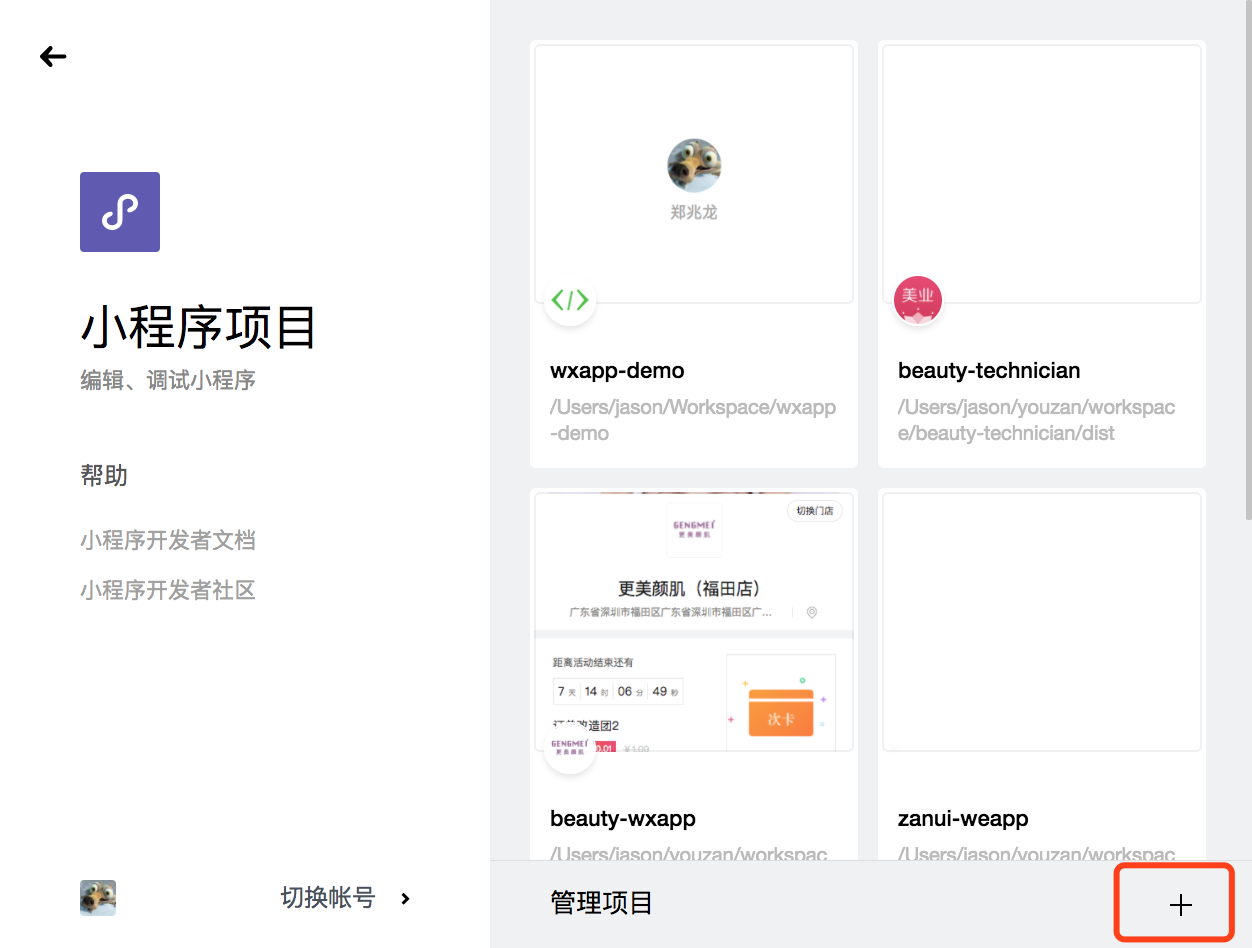 小程序项目
编辑、调试小程序
帮助
小程序开发者文档
小程序开发者社区
切换帐号
郑兆龙
</>
wxapp-demo
/Users/jason/Workspace/wxapp
-demo
美业
beauty-technician
/Users/jason/youzan/workspac
e/beauty-technician/dist
切换门店
GENGMEI
更美颜肌
更美颜肌（福田店）
广东省深圳市福田区广东省深圳市福田区广...
距离活动结束还有
7 天 14 时 06 分 49 秒
次卡
改造团2
GENGMEI
更美颜肌
0.01 ¥1.00
beauty-wxapp
/Users/jason/youzan/workspac
zanui-weapp
/Users/jason/youzan/workspac
管理项目
+